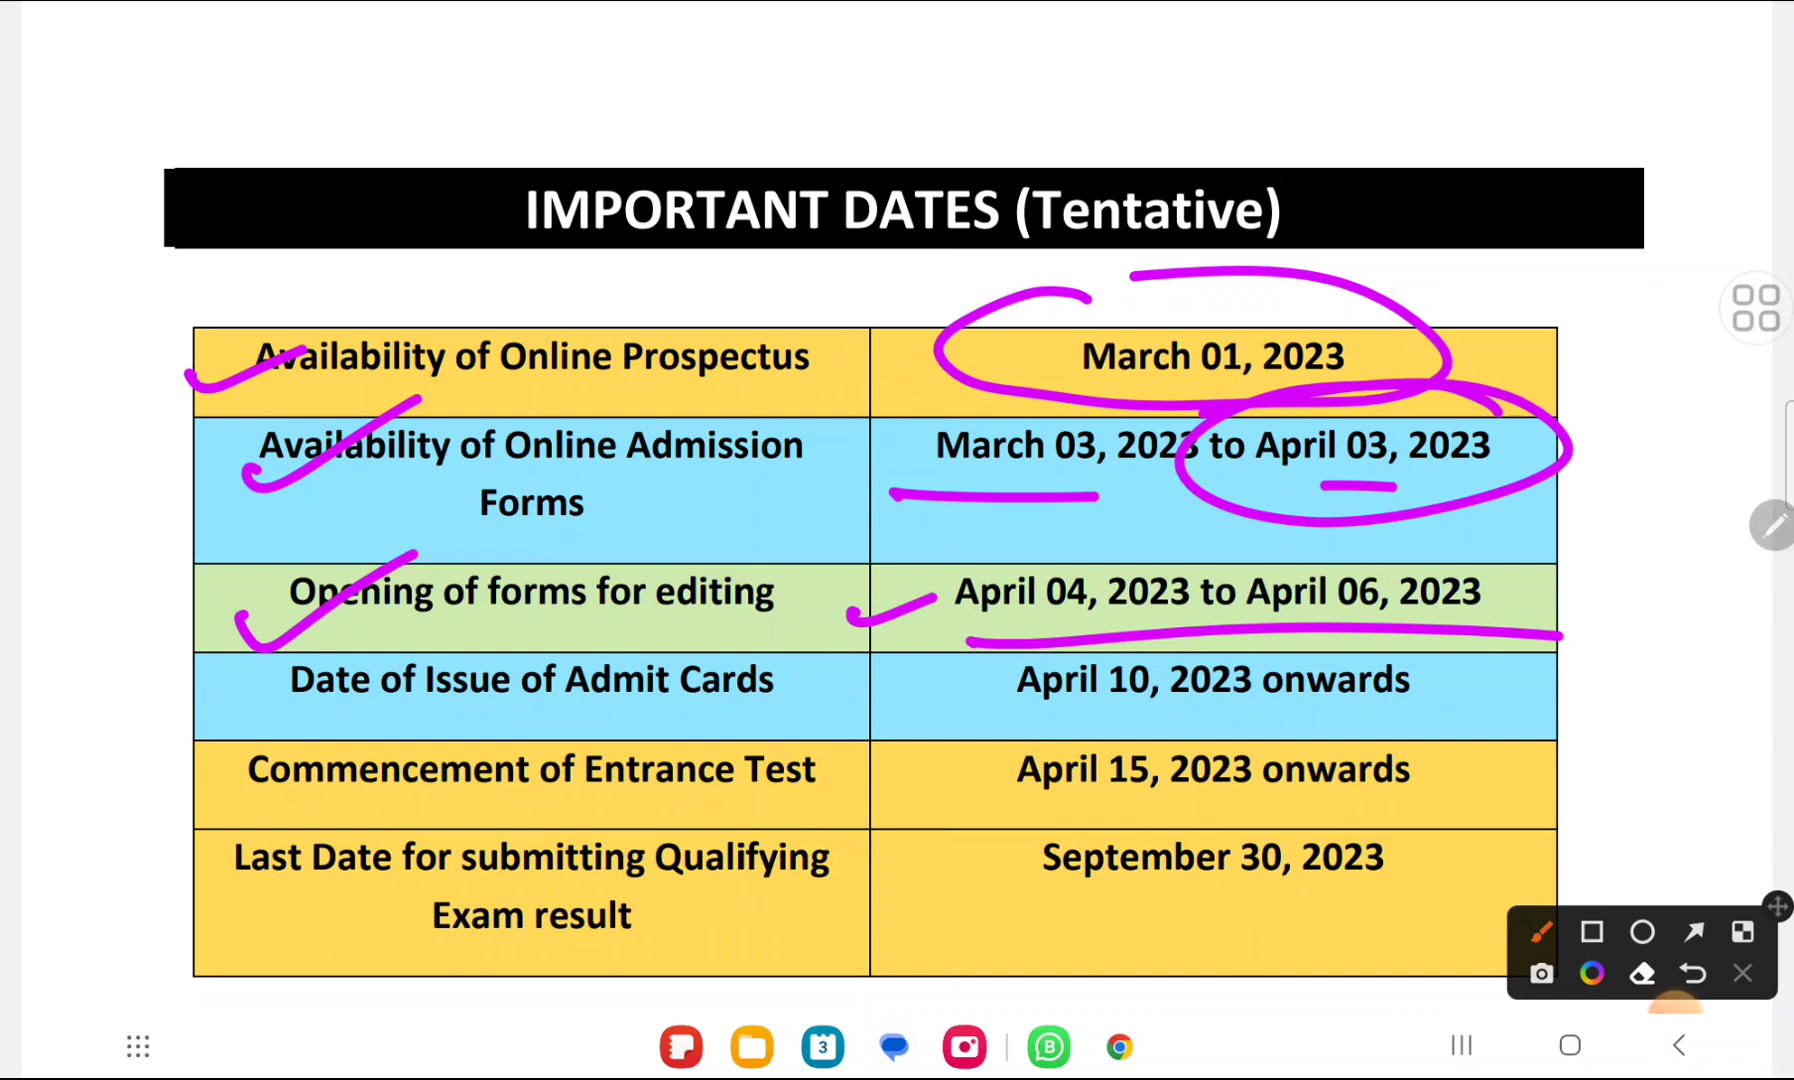 IMPORTANT DATES (Tentative)
Availability of Online Prospectus
March 01, 2023
Availability of Online Admission
Forms
March 03, 2023 to April 03, 2023
Opening of forms for editing
April 04, 2023 to April 06, 2023
Date of Issue of Admit Cards
April 10, 2023 onwards
Commencement of Entrance Test
April 15, 2023 onwards
Last Date for submitting Qualifying
Exam result
September 30, 2023
3
B